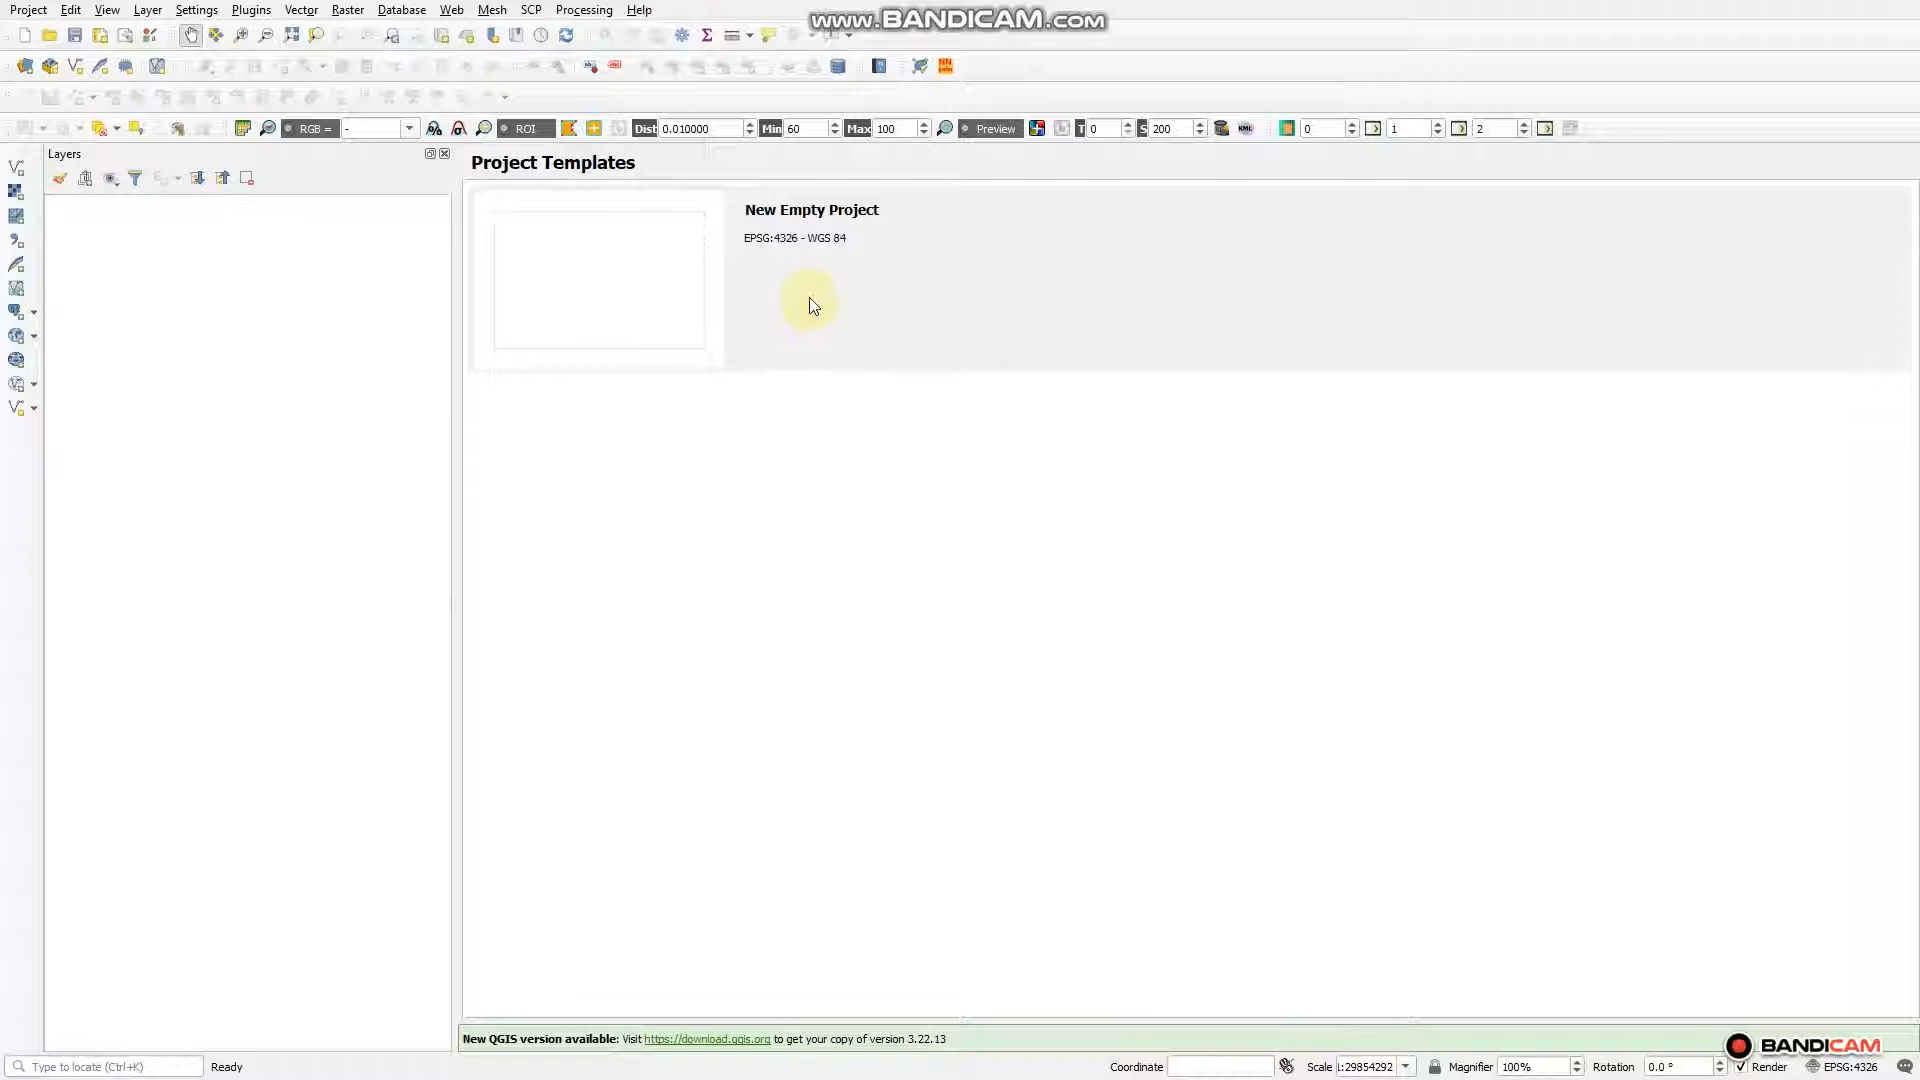 Project Edit View Layer Settings Plugins Vector Raster Database Web Mesh SCP Processing Help
www.BANDICAM.com
RGB = - ROI Dist 0.010000 Min 60 Max 100 Preview T 0 S 200 KML 0 1 2
Layers
Project Templates
New Empty Project
EPSG:4326 - WGS 84
New QGIS version available: Visit https://download.qgis.org to get your copy of version 3.22.13
BANDICAM
Type to locate (Ctrl+K) Ready Coordinate Scale 1:29854292 Magnifier 100% Rotation 0.0 ° Render EPSG:4326